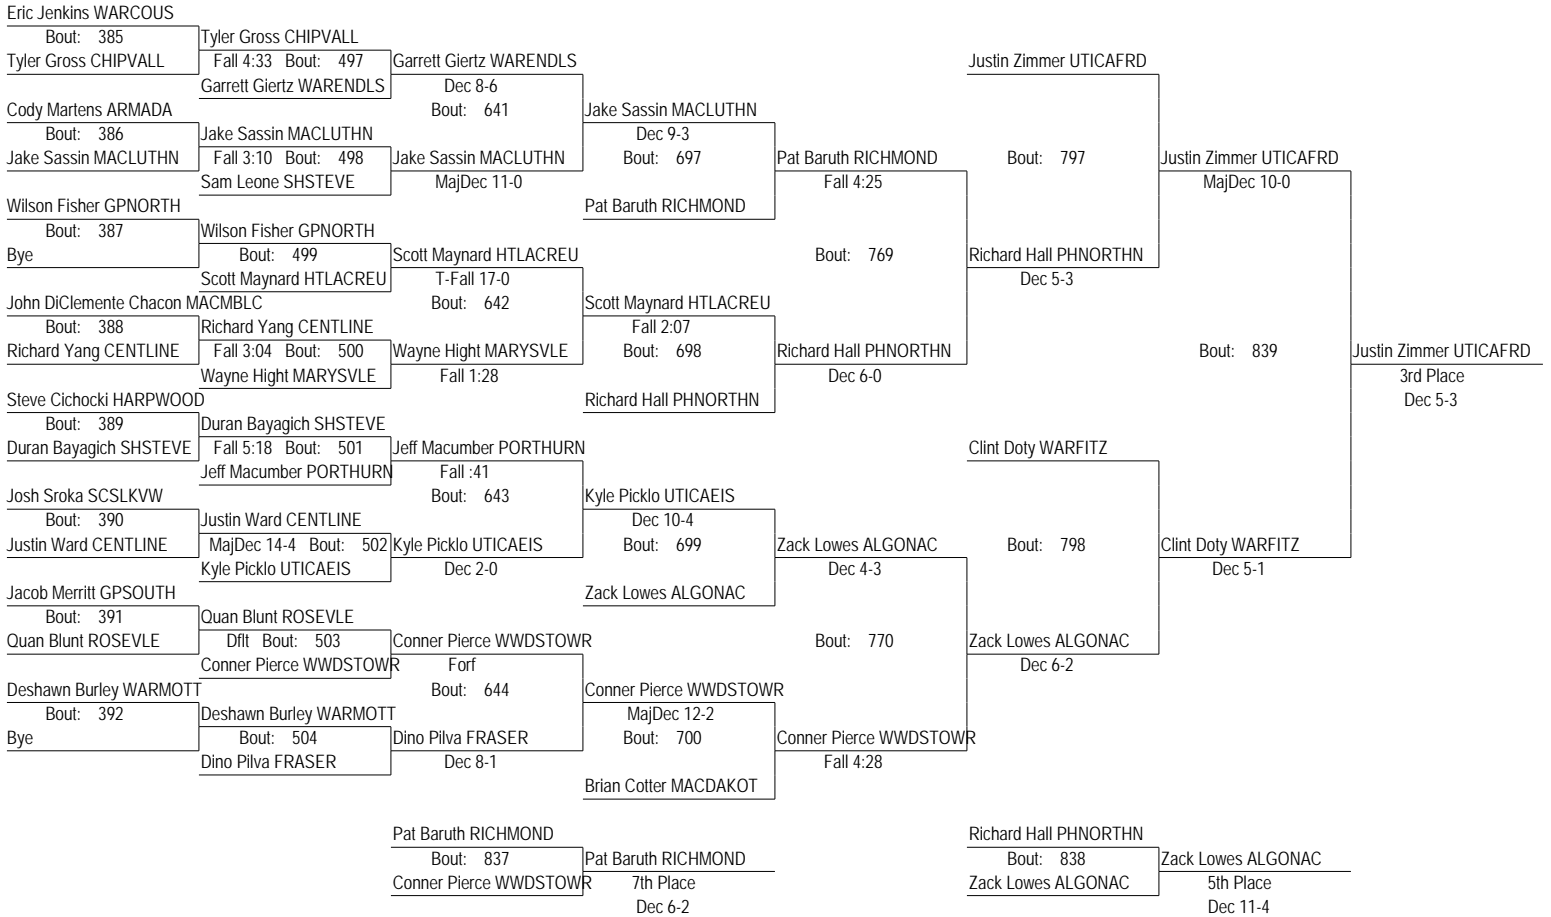 Eric Jenkins WARCOUS
Bout: 385 Tyler Gross CHIPVALL
Tyler Gross CHIPVALL Fall 4:33 Bout: 497 Garrett Giertz WARENDLS Justin Zimmer UTICAFRD
Garrett Giertz WARENDLS Dec 8-6
Cody Martens ARMADA Bout: 641 Jake Sassin MACLUTHN
Bout: 386 Jake Sassin MACLUTHN Dec 9-3
Jake Sassin MACLUTHN Fall 3:10 Bout: 498 Jake Sassin MACLUTHN Bout: 697 Pat Baruth RICHMOND Bout: 797 Justin Zimmer UTICAFRD
Sam Leone SHSTEVE MajDec 11-0 Fall 4:25 MajDec 10-0
Wilson Fisher GPNORTH Pat Baruth RICHMOND
Bout: 387 Wilson Fisher GPNORTH
Bye Bout: 499 Scott Maynard HTLACREU Bout: 769 Richard Hall PHNORTHN
Scott Maynard HTLACREU T-Fall 17-0 Dec 5-3
John DiClemente Chacon MACMBLC Bout: 642 Scott Maynard HTLACREU
Bout: 388 Richard Yang CENTLINE Fall 2:07
Richard Yang CENTLINE Fall 3:04 Bout: 500 Wayne Hight MARYSVLE Bout: 698 Richard Hall PHNORTHN Bout: 839 Justin Zimmer UTICAFRD
Wayne Hight MARYSVLE Fall 1:28 Dec 6-0 3rd Place
Steve Cichocki HARPWOOD Richard Hall PHNORTHN Dec 5-3
Bout: 389 Duran Bayagich SHSTEVE
Duran Bayagich SHSTEVE Fall 5:18 Bout: 501 Jeff Macumber PORTHURN Clint Doty WARFITZ
Jeff Macumber PORTHURN Fall :41
Josh Sroka SCSLKVW Bout: 643 Kyle Picklo UTICAEIS
Bout: 390 Justin Ward CENTLINE Dec 10-4
Justin Ward CENTLINE MajDec 14-4 Bout: 502 Kyle Picklo UTICAEIS Bout: 699 Zack Lowes ALGONAC Bout: 798 Clint Doty WARFITZ
Kyle Picklo UTICAEIS Dec 2-0 Dec 4-3 Dec 5-1
Jacob Merritt GPSOUTH Zack Lowes ALGONAC
Bout: 391 Quan Blunt ROSEVLE
Quan Blunt ROSEVLE Dflt Bout: 503 Conner Pierce WWDSTOWR Bout: 770 Zack Lowes ALGONAC
Conner Pierce WWDSTOWR Forf Dec 6-2
Deshawn Burley WARMOTT Bout: 644 Conner Pierce WWDSTOWR
Bout: 392 Deshawn Burley WARMOTT MajDec 12-2
Bye Bout: 504 Dino Pilva FRASER Bout: 700 Conner Pierce WWDSTOWR
Dino Pilva FRASER Dec 8-1 Fall 4:28
Brian Cotter MACDAKOT
Pat Baruth RICHMOND Richard Hall PHNORTHN
Bout: 837 Pat Baruth RICHMOND Bout: 838 Zack Lowes ALGONAC
Conner Pierce WWDSTOWR 7th Place Zack Lowes ALGONAC 5th Place
Dec 6-2 Dec 11-4